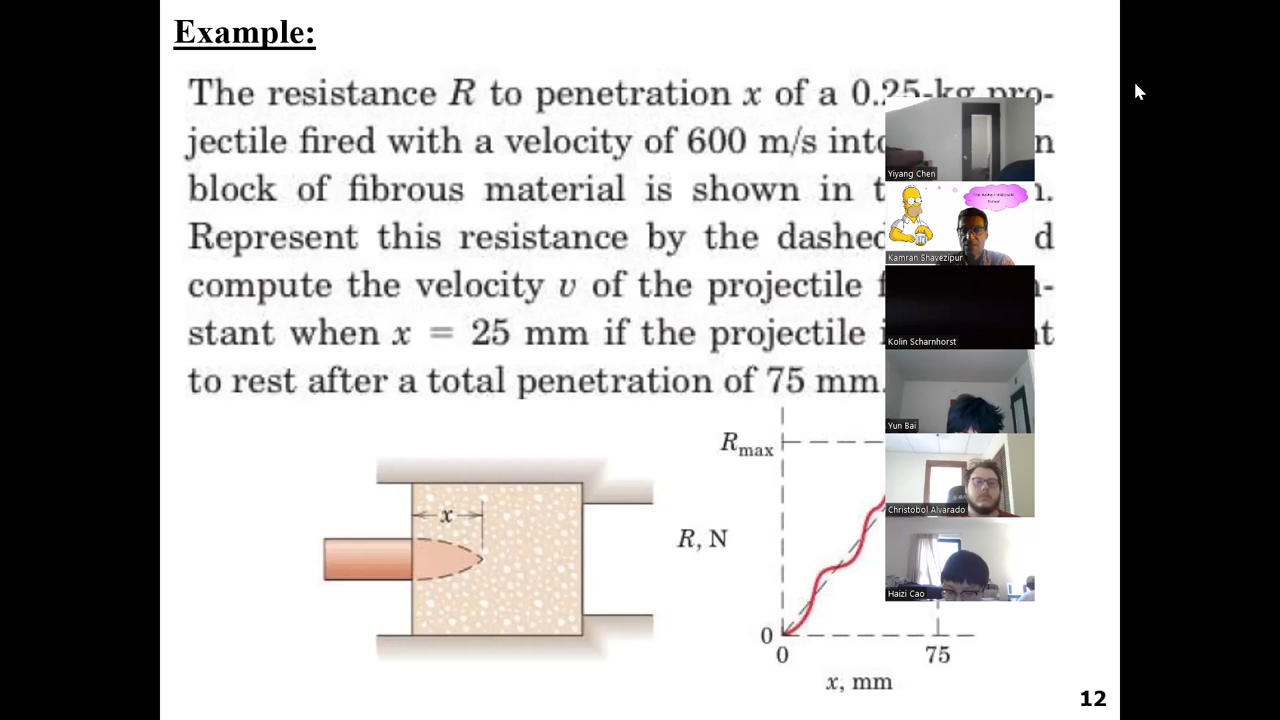 Example:
The resistance R to penetration x of a 0.25-kg pro-
jectile fired with a velocity of 600 m/s into n
block of fibrous material is shown in t n.
Represent this resistance by the dashed d
compute the velocity v of the projectile f n-
stant when x = 25 mm if the projectile i t
to rest after a total penetration of 75 mm.
Yiyang Chen
Kamran Shavezipur
Kolin Scharnhorst
Yun Bai
Christobol Alvarado
Haizi Cao
x
Rmax
R, N
0
0 75
x, mm
12